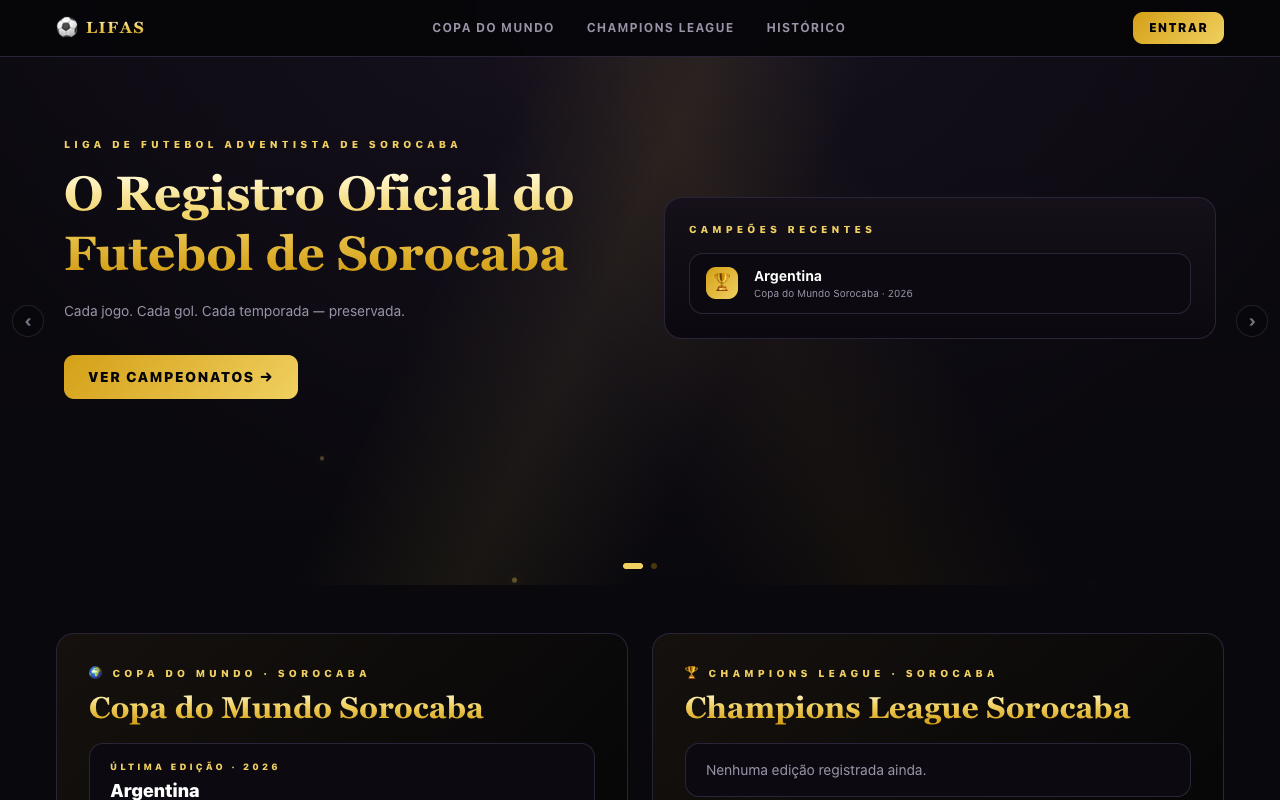 LIFAS
COPA DO MUNDO
CHAMPIONS LEAGUE
HISTÓRICO
ENTRAR
LIGA DE FUTEBOL ADVENTISTA DE SOROCABA
O Registro Oficial do
Futebol de Sorocaba
Cada jogo. Cada gol. Cada temporada — preservada.
VER CAMPEONATOS →
CAMPEÕES RECENTES
Argentina
Copa do Mundo Sorocaba · 2026
‹
›
COPA DO MUNDO · SOROCABA
Copa do Mundo Sorocaba
ÚLTIMA EDIÇÃO · 2026
Argentina
CHAMPIONS LEAGUE · SOROCABA
Champions League Sorocaba
Nenhuma edição registrada ainda.